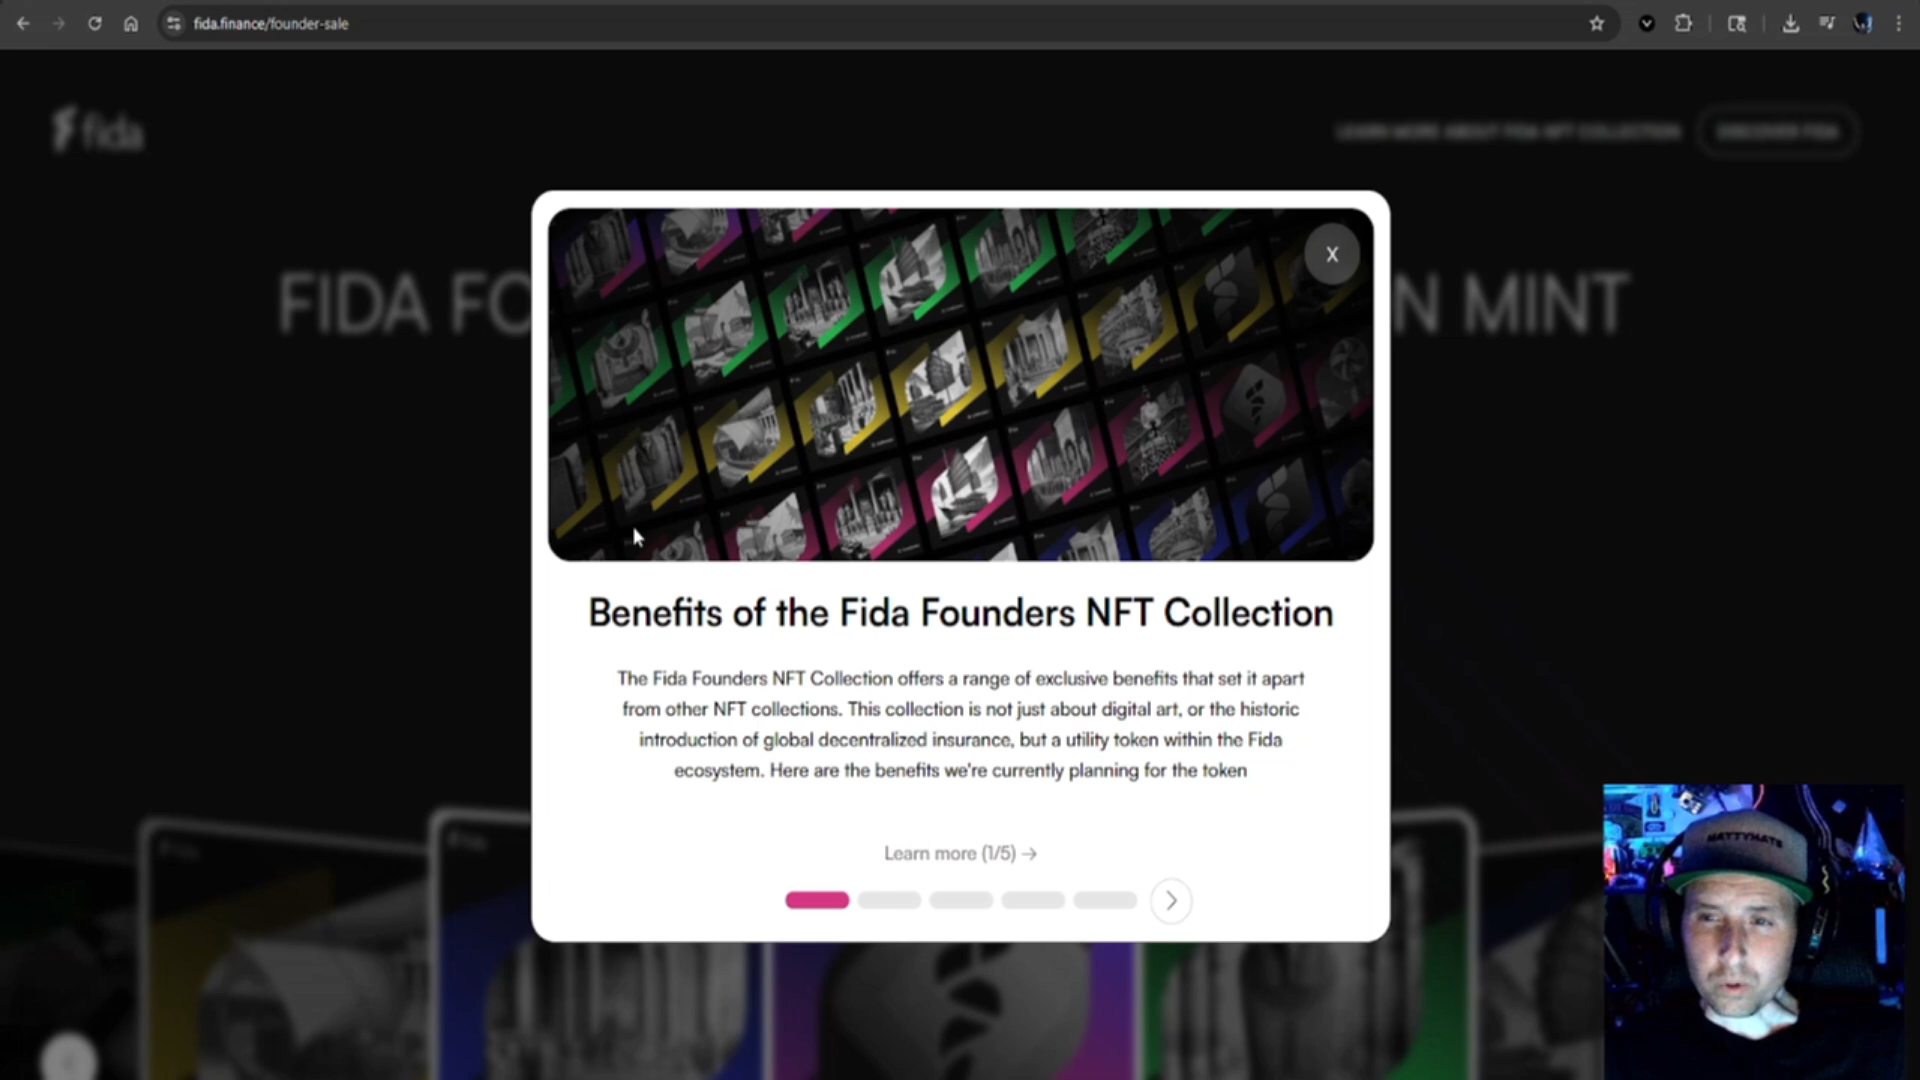 fida.finance/founder-sale
fida
LEARN MORE ABOUT FIDA NFT COLLECTION
DISCOVER FIDA
X
FIDA FO
N MINT
Benefits of the Fida Founders NFT Collection
The Fida Founders NFT Collection offers a range of exclusive benefits that set it apart
from other NFT collections. This collection is not just about digital art, or the historic
introduction of global decentralized insurance, but a utility token within the Fida
ecosystem. Here are the benefits we're currently planning for the token
Learn more (1/5) →